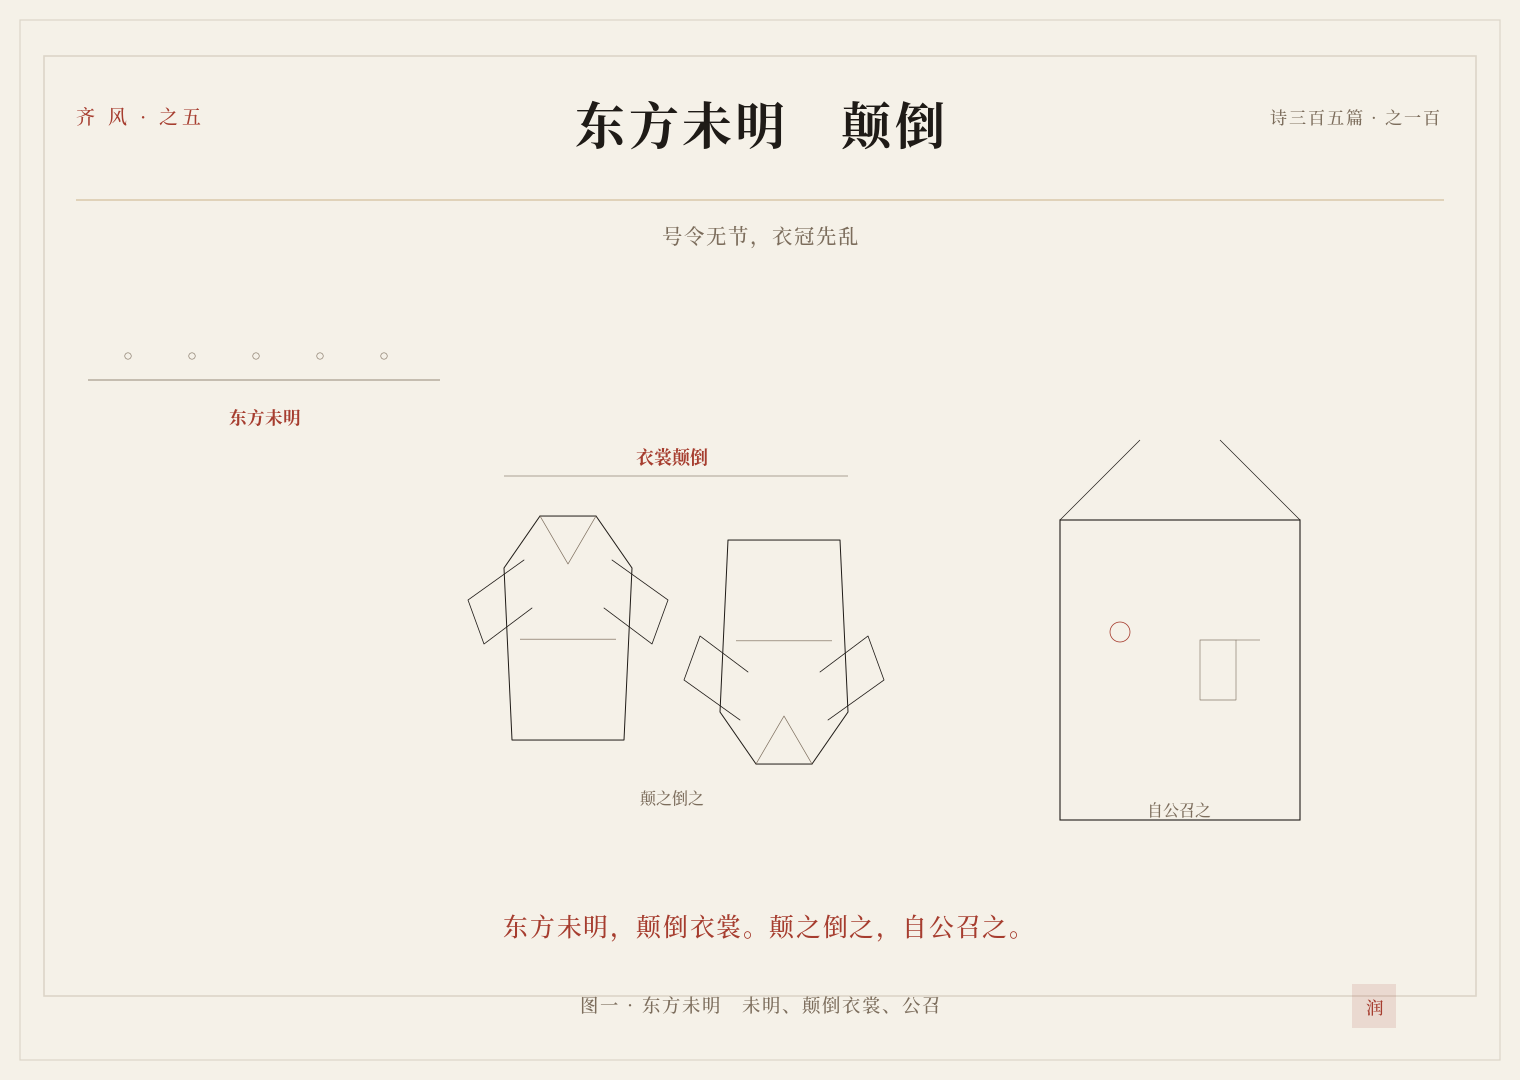 齐 风 · 之五
东方未明　颠倒
诗三百五篇 · 之一百
号令无节，衣冠先乱
东方未明
衣裳颠倒
颠之倒之
自公召之
东方未明，颠倒衣裳。颠之倒之，自公召之。
图一 · 东方未明　未明、颠倒衣裳、公召
润